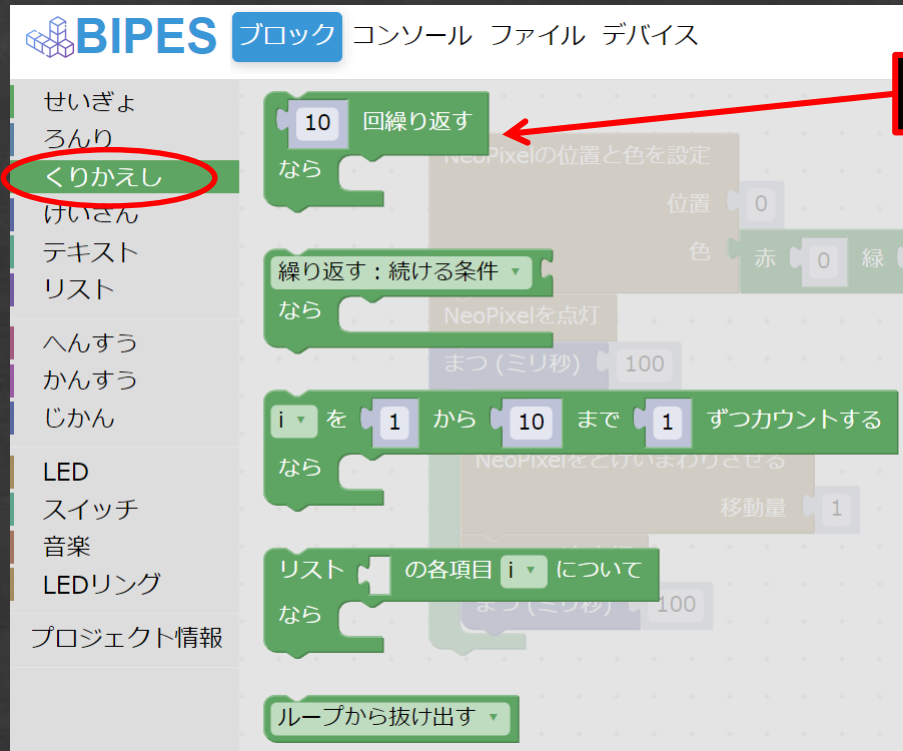 BIPES ブロック コンソール ファイル デバイス
せいぎょ
ろんり
くりかえし
けいさん
テキスト
リスト
へんすう
かんすう
じかん
LED
スイッチ
音楽
LEDリング
プロジェクト情報
10 回繰り返す
なら
繰り返す：続ける条件
なら
i を 1 から 10 まで 1 ずつカウントする
なら
リスト の各項目 i について
なら
ループから抜け出す
NeoPixelの位置と色を設定
位置 0
色 赤 0 緑
NeoPixelを点灯
まつ (ミリ秒) 100
NeoPixelをとけいまわりさせる
移動量 1
まつ (ミリ秒) 100